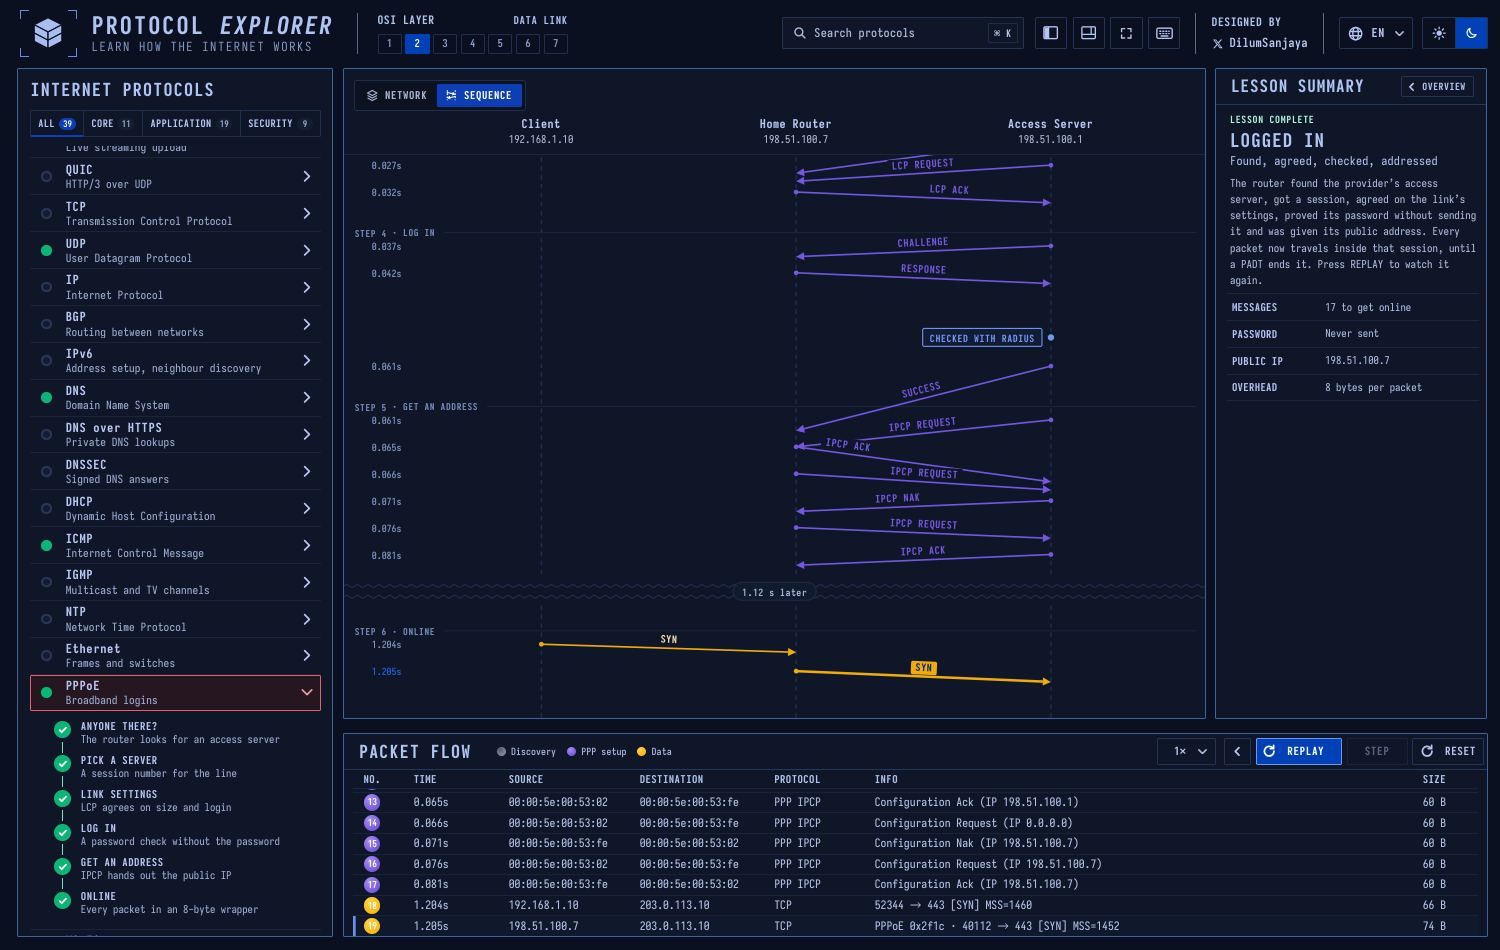 PROTOCOL EXPLORER
LEARN HOW THE INTERNET WORKS
OSI LAYER DATA LINK
1 2 3 4 5 6 7
Search protocols ⌘ K
DESIGNED BY
DilumSanjaya
EN
INTERNET PROTOCOLS
ALL 39 CORE 11 APPLICATION 19 SECURITY 9
Live streaming upload
QUIC
HTTP/3 over UDP
TCP
Transmission Control Protocol
UDP
User Datagram Protocol
IP
Internet Protocol
BGP
Routing between networks
IPv6
Address setup, neighbour discovery
DNS
Domain Name System
DNS over HTTPS
Private DNS lookups
DNSSEC
Signed DNS answers
DHCP
Dynamic Host Configuration
ICMP
Internet Control Message
IGMP
Multicast and TV channels
NTP
Network Time Protocol
Ethernet
Frames and switches
PPPoE
Broadband logins
ANYONE THERE?
The router looks for an access server
PICK A SERVER
A session number for the line
LINK SETTINGS
LCP agrees on size and login
LOG IN
A password check without the password
GET AN ADDRESS
IPCP hands out the public IP
ONLINE
Every packet in an 8-byte wrapper
NETWORK SEQUENCE
Client Home Router Access Server
192.168.1.10 198.51.100.7 198.51.100.1
0.027s LCP REQUEST
0.032s LCP ACK
STEP 4 · LOG IN
0.037s CHALLENGE
0.042s RESPONSE
CHECKED WITH RADIUS
0.061s
SUCCESS
STEP 5 · GET AN ADDRESS
0.061s IPCP REQUEST
0.065s IPCP ACK
0.066s IPCP REQUEST
0.071s IPCP NAK
0.076s IPCP REQUEST
0.081s IPCP ACK
1.12 s later
STEP 6 · ONLINE
1.204s SYN
1.205s SYN
LESSON SUMMARY OVERVIEW
LESSON COMPLETE
LOGGED IN
Found, agreed, checked, addressed
The router found the provider’s access
server, got a session, agreed on the link’s
settings, proved its password without sending
it and was given its public address. Every
packet now travels inside that session, until
a PADT ends it. Press REPLAY to watch it
again.
MESSAGES 17 to get online
PASSWORD Never sent
PUBLIC IP 198.51.100.7
OVERHEAD 8 bytes per packet
PACKET FLOW Discovery PPP setup Data 1× REPLAY STEP RESET
NO. TIME SOURCE DESTINATION PROTOCOL INFO SIZE
13 0.065s 00:00:5e:00:53:02 00:00:5e:00:53:fe PPP IPCP Configuration Ack (IP 198.51.100.1) 60 B
14 0.066s 00:00:5e:00:53:02 00:00:5e:00:53:fe PPP IPCP Configuration Request (IP 0.0.0.0) 60 B
15 0.071s 00:00:5e:00:53:fe 00:00:5e:00:53:02 PPP IPCP Configuration Nak (IP 198.51.100.7) 60 B
16 0.076s 00:00:5e:00:53:02 00:00:5e:00:53:fe PPP IPCP Configuration Request (IP 198.51.100.7) 60 B
17 0.081s 00:00:5e:00:53:fe 00:00:5e:00:53:02 PPP IPCP Configuration Ack (IP 198.51.100.7) 60 B
18 1.204s 192.168.1.10 203.0.113.10 TCP 52344 → 443 [SYN] MSS=1460 66 B
19 1.205s 198.51.100.7 203.0.113.10 TCP PPPoE 0x2f1c · 40112 → 443 [SYN] MSS=1452 74 B